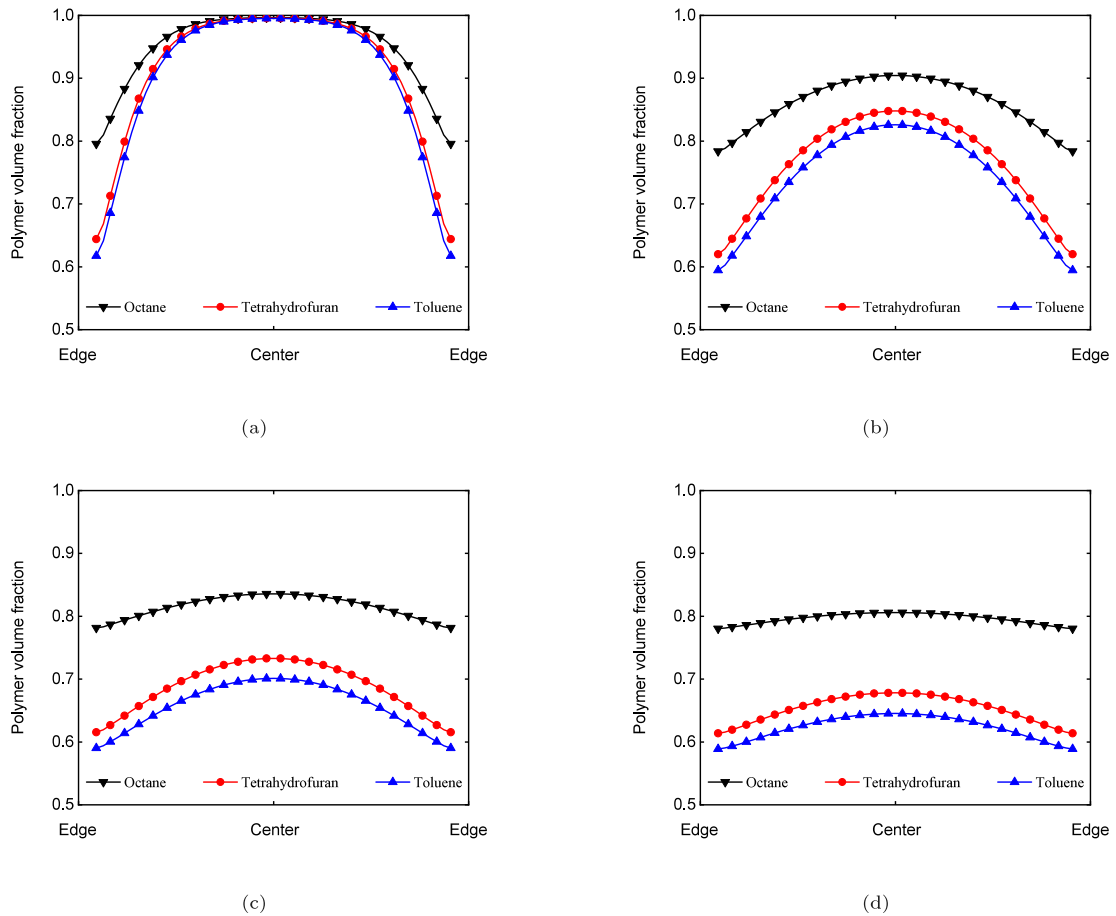 Polymer volume fraction
1.0
0.9
0.8
0.7
0.6
0.5
Octane Tetrahydrofuran Toluene
Edge Center Edge
(a)
Polymer volume fraction
1.0
0.9
0.8
0.7
0.6
0.5
Octane Tetrahydrofuran Toluene
Edge Center Edge
(b)
Polymer volume fraction
1.0
0.9
0.8
0.7
0.6
0.5
Octane Tetrahydrofuran Toluene
Edge Center Edge
(c)
Polymer volume fraction
1.0
0.9
0.8
0.7
0.6
0.5
Octane Tetrahydrofuran Toluene
Edge Center Edge
(d)